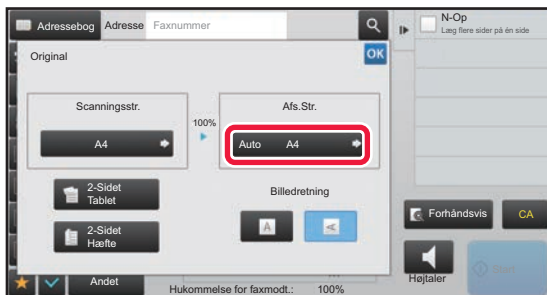 Adressebog Adresse Faxnummer
N-Op
Læg flere sider på én side
Original
OK
Scanningsstr.
Afs.Str.
100%
A4
Auto A4
2-Sidet
Tablet
Billedretning
2-Sidet
Hæfte
A
A
Forhåndsvis
CA
Højtaler
Start
Andet
Hukommelse for faxmodt.: 100%